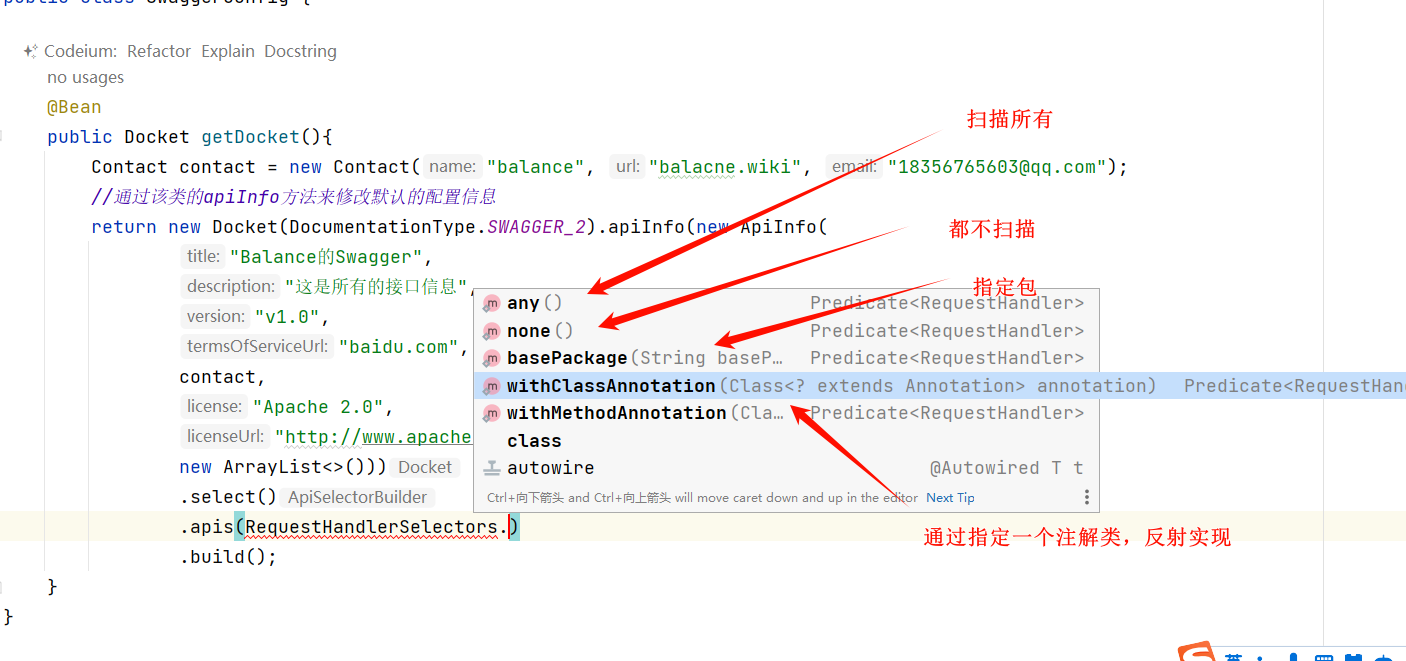 public class SwaggerConfig {
Codeium: Refactor Explain Docstring
no usages
@Bean
public Docket getDocket(){
扫描所有
Contact contact = new Contact( name: "balance", url: "balacne.wiki", email: "18356765603@qq.com");
//通过该类的apiInfo方法来修改默认的配置信息
return new Docket(DocumentationType.SWAGGER_2).apiInfo(new ApiInfo(
都不扫描
title: "Balance的Swagger",
description: "这是所有的接口信息",
指定包
any() Predicate<RequestHandler>
version: "v1.0",
none() Predicate<RequestHandler>
termsOfServiceUrl: "baidu.com",
basePackage(String baseP… Predicate<RequestHandler>
contact,
withClassAnnotation(Class<? extends Annotation> annotation) Predicate<RequestHan
license: "Apache 2.0",
withMethodAnnotation(Cla… Predicate<RequestHandler>
licenseUrl: "http://www.apache
class
new ArrayList<>())) Docket
autowire @Autowired T t
.select() ApiSelectorBuilder
Ctrl+向下箭头 and Ctrl+向上箭头 will move caret down and up in the editor Next Tip
.apis(RequestHandlerSelectors.)
通过指定一个注解类，反射实现
.build();
}
}
英